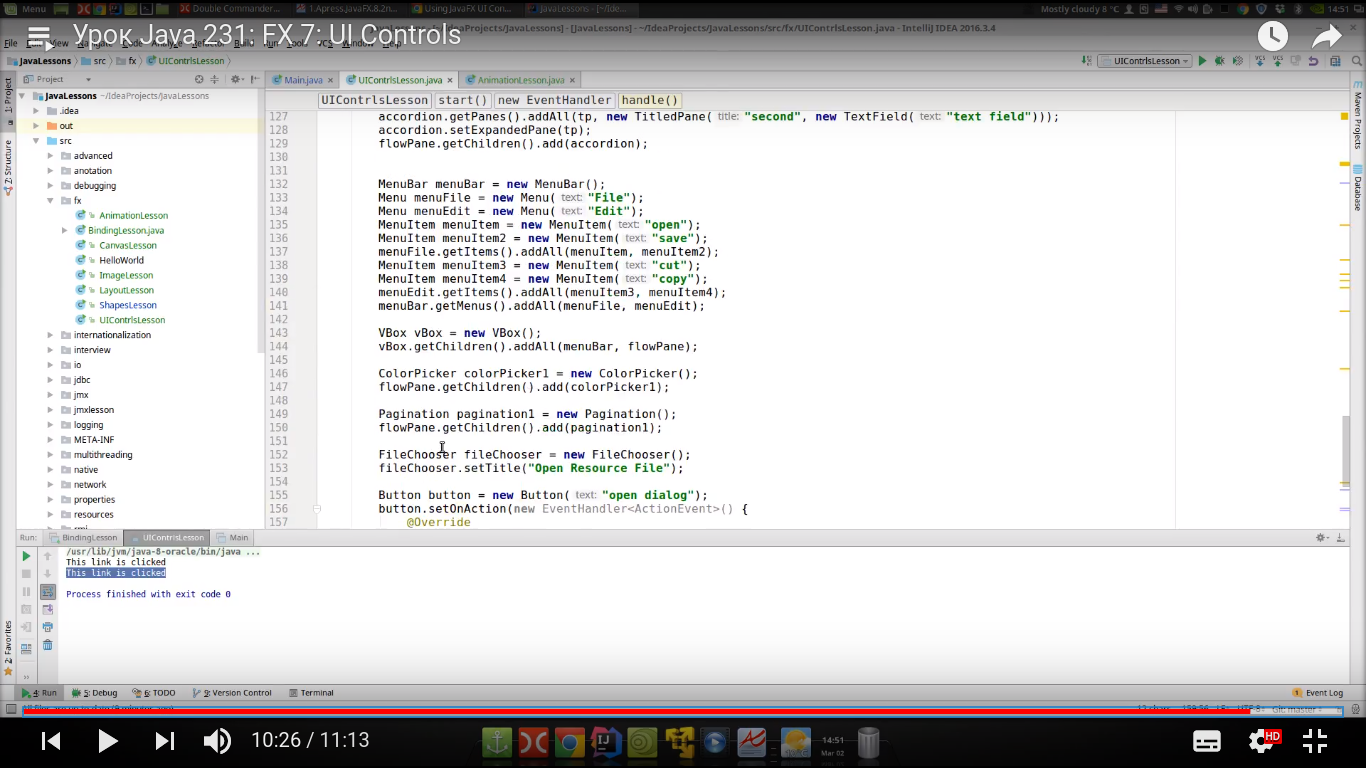 Menu Double Commander... 1.Apress.JavaFX.8.2n... Using JavaFX UI Con... JavaLessons - [~/Ide... Mostly cloudy 8 °C 14:51
JavaLessons - [~/IdeaProjects/JavaLessons] - [JavaLessons] - ~/IdeaProjects/JavaLessons/src/fx/UIContrlsLesson.java - IntelliJ IDEA 2016.3.4
Урок Java 231: FX 7: UI Controls
File
JavaLessons src fx UIContrlsLesson.java UIContrlsLesson
Project Main.java UIContrlsLesson.java AnimationLesson.java
1: Project
Z: Structure
2: Favorites
Maven Projects
Database
JavaLessons ~/IdeaProjects/JavaLessons
.idea
out
src
advanced
anotation
debugging
fx
AnimationLesson
BindingLesson.java
CanvasLesson
HelloWorld
ImageLesson
LayoutLesson
ShapesLesson
UIContrlsLesson
internationalization
interview
io
jdbc
jmx
jmxlesson
logging
META-INF
multithreading
native
network
properties
resources
UIContrlsLesson start() new EventHandler handle()
127 accordion.getPanes().addAll(tp, new TitledPane( title: "second", new TextField( text: "text field")));
128 accordion.setExpandedPane(tp);
129 flowPane.getChildren().add(accordion);
130
131
132 MenuBar menuBar = new MenuBar();
133 Menu menuFile = new Menu( text: "File");
134 Menu menuEdit = new Menu( text: "Edit");
135 MenuItem menuItem = new MenuItem( text: "open");
136 MenuItem menuItem2 = new MenuItem( text: "save");
137 menuFile.getItems().addAll(menuItem, menuItem2);
138 MenuItem menuItem3 = new MenuItem( text: "cut");
139 MenuItem menuItem4 = new MenuItem( text: "copy");
140 menuEdit.getItems().addAll(menuItem3, menuItem4);
141 menuBar.getMenus().addAll(menuFile, menuEdit);
142
143 VBox vBox = new VBox();
144 vBox.getChildren().addAll(menuBar, flowPane);
145
146 ColorPicker colorPicker1 = new ColorPicker();
147 flowPane.getChildren().add(colorPicker1);
148
149 Pagination pagination1 = new Pagination();
150 flowPane.getChildren().add(pagination1);
151
152 FileChooser fileChooser = new FileChooser();
153 fileChooser.setTitle("Open Resource File");
154
155 Button button = new Button( text: "open dialog");
156 button.setOnAction(new EventHandler<ActionEvent>() {
157 @Override
Run: BindingLesson UIContrlsLesson Main
/usr/lib/jvm/java-8-oracle/bin/java ...
This link is clicked
This link is clicked
Process finished with exit code 0
4: Run 5: Debug 6: TODO 9: Version Control Terminal Event Log
10:26 / 11:13
14:51
Mar 02
HD